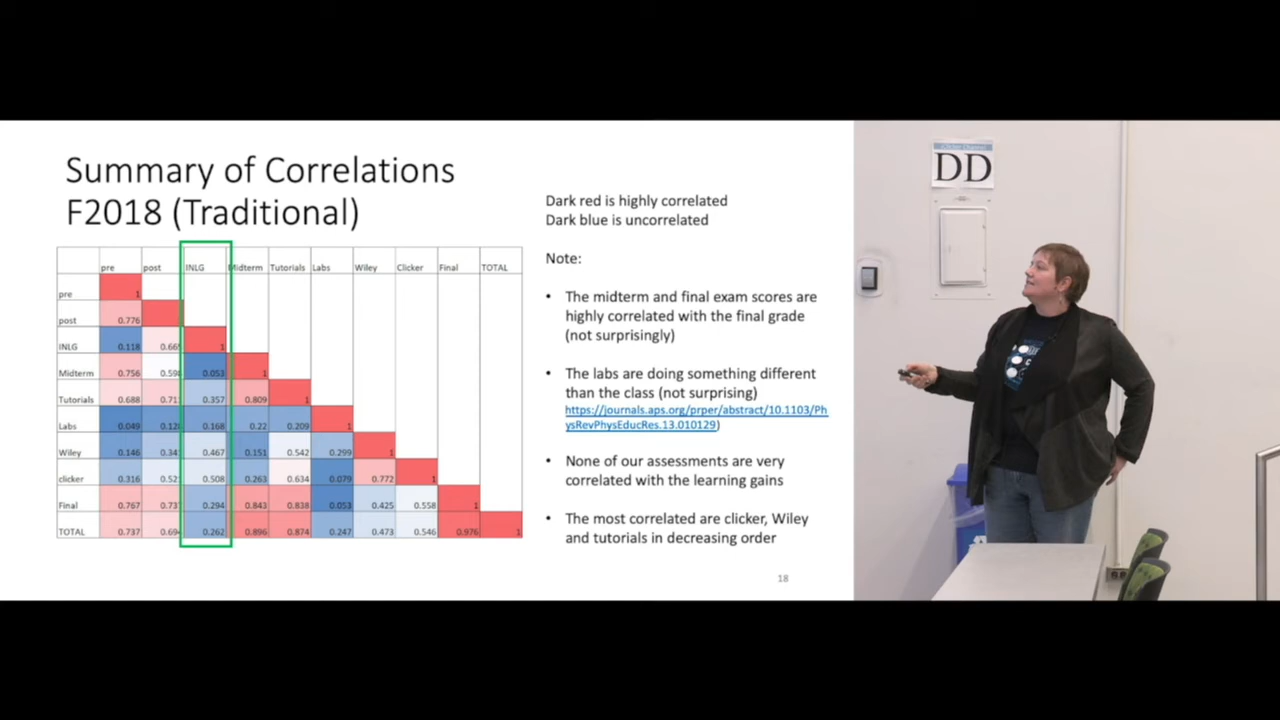 Summary of Correlations
F2018 (Traditional)
pre post INLG Midterm Tutorials Labs Wiley Clicker Final TOTAL
pre 1
post 0.776
INLG 0.118 1
Midterm 0.756 0.053 1
Tutorials 0.688 0.357 0.809 1
Labs 0.049 0.168 0.22 0.209 1
Wiley 0.146 0.467 0.151 0.542 0.299 1
clicker 0.316 0.508 0.263 0.634 0.079 0.772 1
Final 0.767 0.294 0.843 0.838 0.053 0.425 0.558 1
TOTAL 0.737 0.262 0.896 0.874 0.247 0.473 0.546 0.976 1
Dark red is highly correlated
Dark blue is uncorrelated
Note:
• The midterm and final exam scores are
highly correlated with the final grade
(not surprisingly)
• The labs are doing something different
than the class (not surprising)
https://journals.aps.org/prper/abstract/10.1103/Ph
ysRevPhysEducRes.13.010129)
• None of our assessments are very
correlated with the learning gains
• The most correlated are clicker, Wiley
and tutorials in decreasing order
18
DD